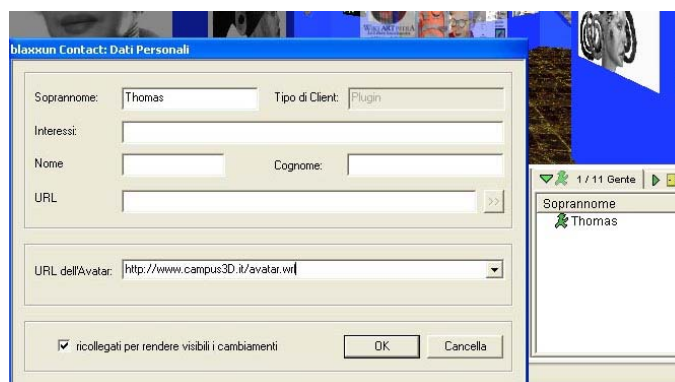 blaxxun Contact: Dati Personali
Soprannome: Thomas Tipo di Client: Plugin
Interessi:
Nome Cognome:
URL >>
URL dell'Avatar: http://www.campus3D.it/avatar.wrl
ricollegati per rendere visibili i cambiamenti OK Cancella
1 / 11 Gente
Soprannome
Thomas